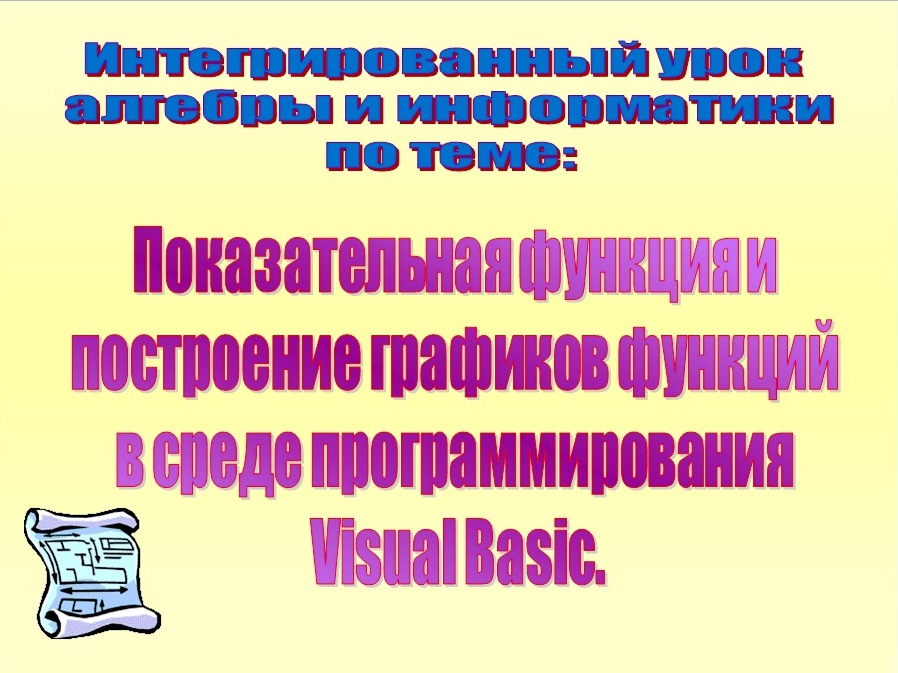 Интегрированный урок
алгебры и информатики
по теме:
Показательная функция и
построение графиков функций
в среде программирования
Visual Basic.